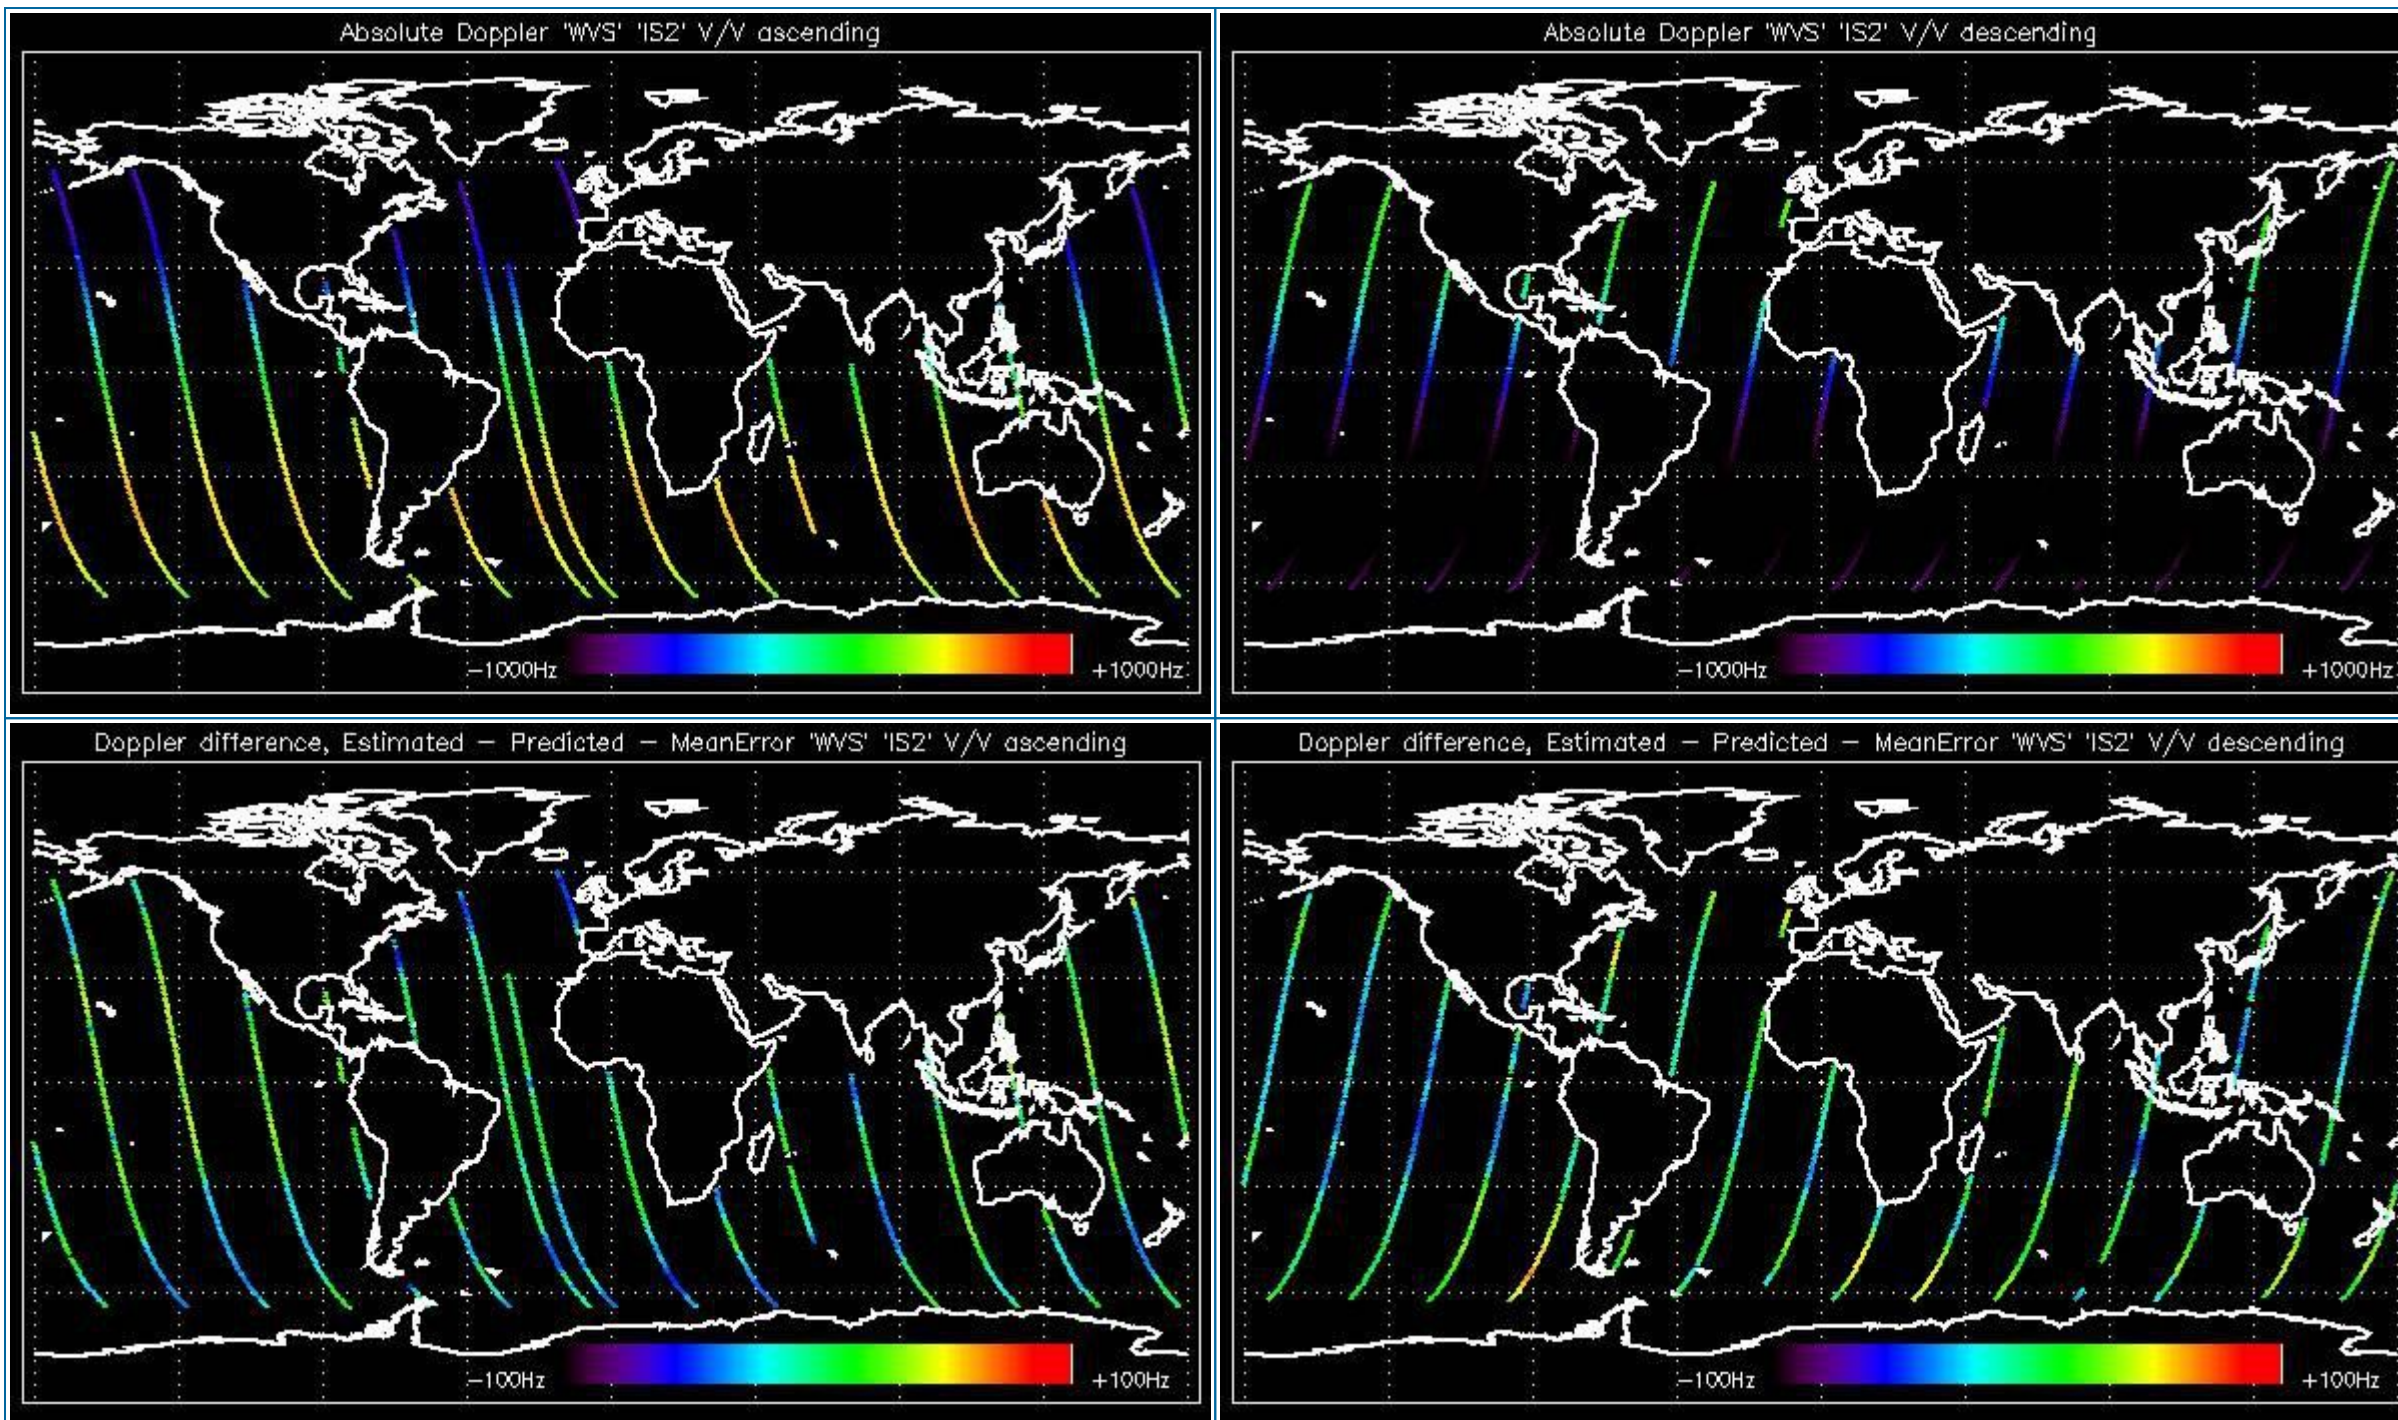 Absolute Doppler 'WVS' 'IS2' V/V ascending
−1000Hz
+1000Hz
Absolute Doppler 'WVS' 'IS2' V/V descending
−1000Hz
+1000Hz
Doppler difference, Estimated − Predicted − MeanError 'WVS' 'IS2' V/V ascending
−100Hz
+100Hz
Doppler difference, Estimated − Predicted − MeanError 'WVS' 'IS2' V/V descending
−100Hz
+100Hz